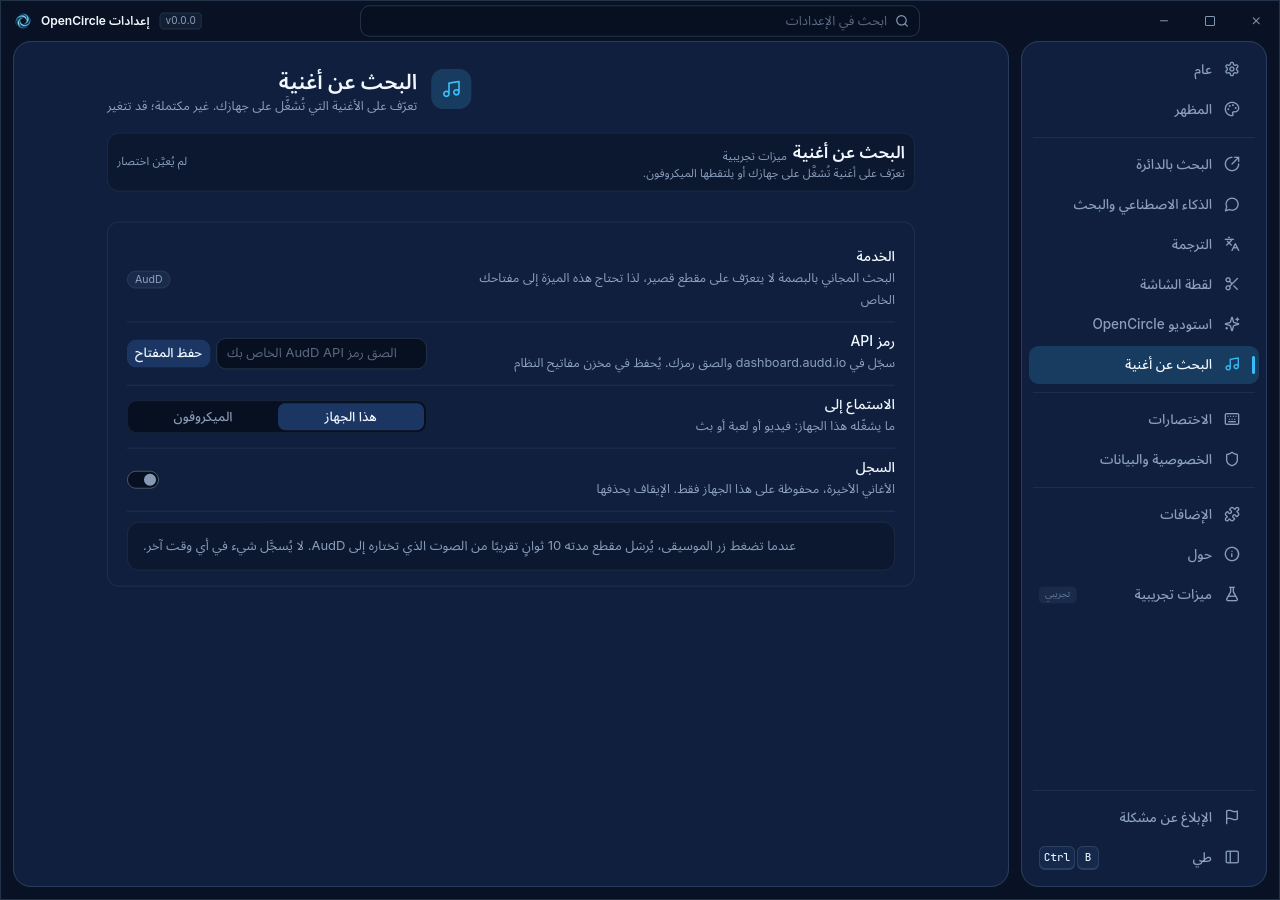 إعدادات OpenCircle
v0.0.0
ابحث في الإعدادات
عام
المظهر
البحث بالدائرة
الذكاء الاصطناعي والبحث
الترجمة
لقطة الشاشة
استوديو OpenCircle
البحث عن أغنية
الاختصارات
الخصوصية والبيانات
الإضافات
حول
ميزات تجريبية
تجريبي
الإبلاغ عن مشكلة
طي
Ctrl B
البحث عن أغنية
تعرّف على الأغنية التي تُشغَّل على جهازك. غير مكتملة؛ قد تتغير
البحث عن أغنية ميزات تجريبية
تعرّف على أغنية تُشغَّل على جهازك أو يلتقطها الميكروفون.
لم يُعيَّن اختصار
الخدمة
البحث المجاني بالبصمة لا يتعرّف على مقطع قصير، لذا تحتاج هذه الميزة إلى مفتاحك
الخاص
AudD
رمز API
سجّل في dashboard.audd.io والصق رمزك. يُحفظ في مخزن مفاتيح النظام
الصق رمز AudD API الخاص بك
حفظ المفتاح
الاستماع إلى
ما يشغّله هذا الجهاز: فيديو أو لعبة أو بث
هذا الجهاز
الميكروفون
السجل
الأغاني الأخيرة، محفوظة على هذا الجهاز فقط. الإيقاف يحذفها
عندما تضغط زر الموسيقى، يُرسَل مقطع مدته 10 ثوانٍ تقريبًا من الصوت الذي تختاره إلى AudD. لا يُسجَّل شيء في أي وقت آخر.